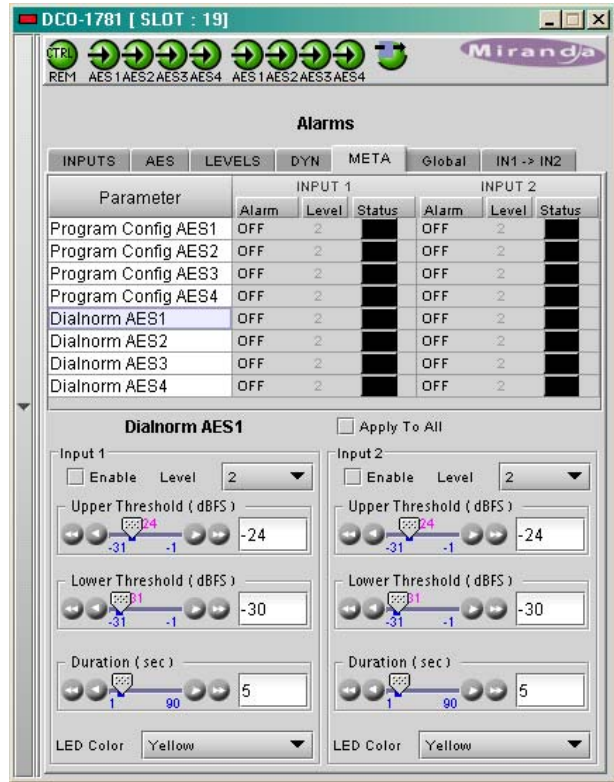 DCO-1781 [ SLOT : 19]
CTRL
REM AES1 AES2 AES3 AES4 AES1 AES2 AES3 AES4
Miranda
Alarms
INPUTS AES LEVELS DYN META Global IN1 -> IN2
Parameter INPUT 1 INPUT 2
Alarm Level Status Alarm Level Status
Program Config AES1 OFF 2 OFF 2
Program Config AES2 OFF 2 OFF 2
Program Config AES3 OFF 2 OFF 2
Program Config AES4 OFF 2 OFF 2
Dialnorm AES1 OFF 2 OFF 2
Dialnorm AES2 OFF 2 OFF 2
Dialnorm AES3 OFF 2 OFF 2
Dialnorm AES4 OFF 2 OFF 2
Dialnorm AES1 Apply To All
Input 1
Enable Level 2
Upper Threshold ( dBFS )
24
-31 -1
-24
Lower Threshold ( dBFS )
31
-31 -1
-30
Duration ( sec )
1 90
5
LED Color Yellow
Input 2
Enable Level 2
Upper Threshold ( dBFS )
24
-31 -1
-24
Lower Threshold ( dBFS )
31
-31 -1
-30
Duration ( sec )
1 90
5
LED Color Yellow